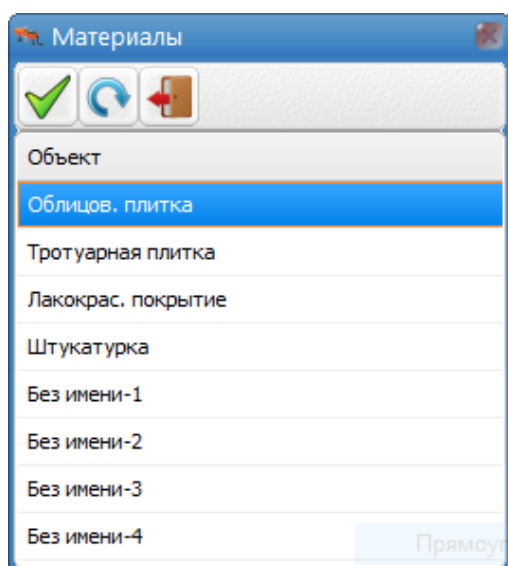 Материалы
Объект
Облицов. плитка
Тротуарная плитка
Лакокрас. покрытие
Штукатурка
Без имени-1
Без имени-2
Без имени-3
Без имени-4
Прямоуг